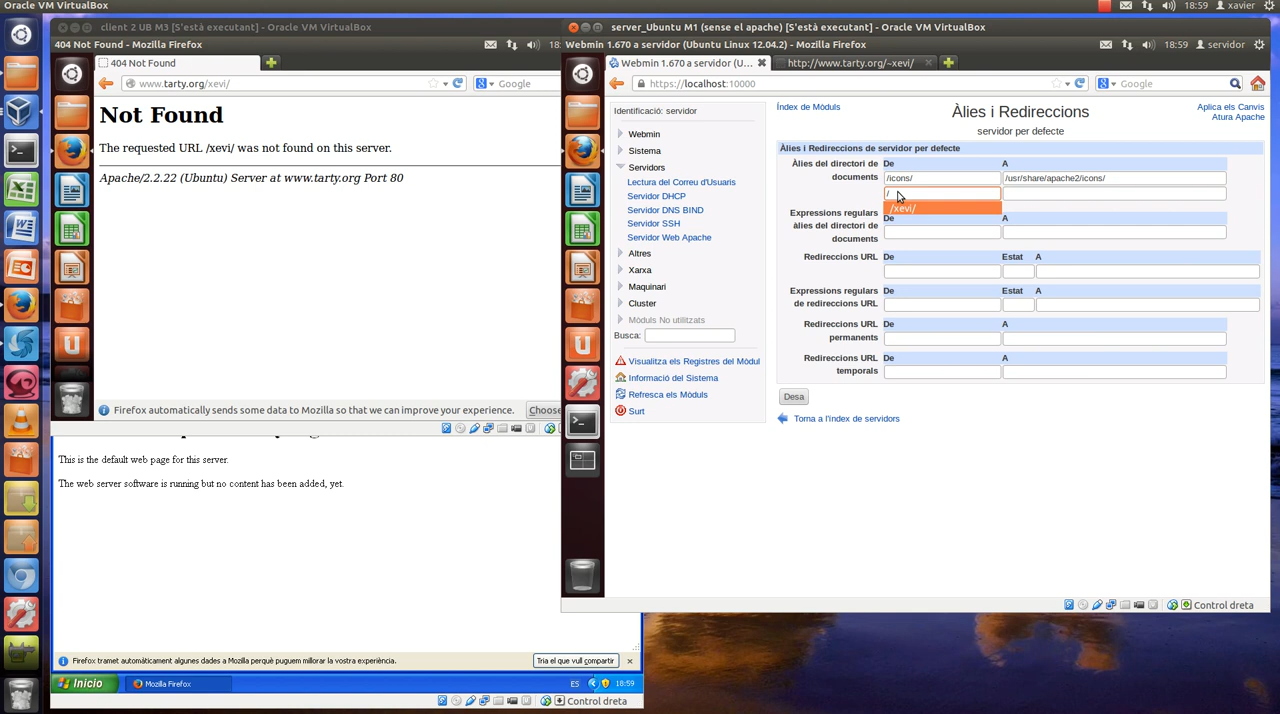 Oracle VM VirtualBox
18:59
xavier
client 2 UB M3 [S'està executant] - Oracle VM VirtualBox
404 Not Found - Mozilla Firefox
18:
404 Not Found
www.tarty.org/xevi/
Google
Not Found
The requested URL /xevi/ was not found on this server.
Apache/2.2.22 (Ubuntu) Server at www.tarty.org Port 80
Firefox automatically sends some data to Mozilla so that we can improve your experience.
Choose
This is the default web page for this server.
The web server software is running but no content has been added, yet.
Firefox tramet automàticament algunes dades a Mozilla perquè puguem millorar la vostra experiència.
Tria el que vull compartir
Inicio
Mozilla Firefox
ES
18:59
Control dreta
server_Ubuntu M1 (sense el apache) [S'està executant] - Oracle VM VirtualBox
Webmin 1.670 a servidor (Ubuntu Linux 12.04.2) - Mozilla Firefox
18:59
servidor
Webmin 1.670 a servidor (U...
http://www.tarty.org/~xevi/
https://localhost:10000
Google
Identificació: servidor
Webmin
Sistema
Servidors
Lectura del Correu d'Usuaris
Servidor DHCP
Servidor DNS BIND
Servidor SSH
Servidor Web Apache
Altres
Xarxa
Maquinari
Cluster
Mòduls No utilitzats
Busca:
Visualitza els Registres del Mòdul
Informació del Sistema
Refresca els Mòduls
Surt
Índex de Mòduls
Àlies i Redireccions
servidor per defecte
Aplica els Canvis
Atura Apache
Àlies i Redireccions de servidor per defecte
Àlies del directori de documents
De
A
/icons/
/usr/share/apache2/icons/
/
/xevi/
Expressions regulars àlies del directori de documents
De
A
Redireccions URL
De
Estat
A
Expressions regulars de redireccions URL
De
Estat
A
Redireccions URL permanents
De
A
Redireccions URL temporals
De
A
Desa
Torna a l'índex de servidors
Control dreta